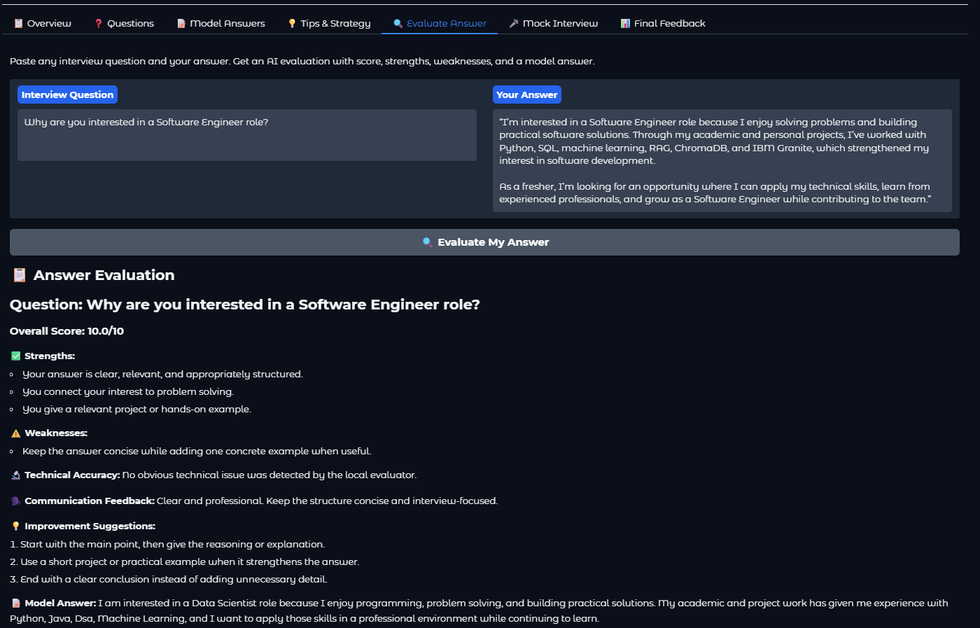 Overview Questions Model Answers Tips & Strategy Evaluate Answer Mock Interview Final Feedback
Paste any interview question and your answer. Get an AI evaluation with score, strengths, weaknesses, and a model answer.
Interview Question
Why are you interested in a Software Engineer role?
Your Answer
"I'm interested in a Software Engineer role because I enjoy solving problems and building
practical software solutions. Through my academic and personal projects, I've worked with
Python, SQL, machine learning, RAG, ChromaDB, and IBM Granite, which strengthened my
interest in software development.
As a fresher, I'm looking for an opportunity where I can apply my technical skills, learn from
experienced professionals, and grow as a Software Engineer while contributing to the team."
Evaluate My Answer
Answer Evaluation
Question: Why are you interested in a Software Engineer role?
Overall Score: 10.0/10
Strengths:
Your answer is clear, relevant, and appropriately structured.
You connect your interest to problem solving.
You give a relevant project or hands-on example.
Weaknesses:
Keep the answer concise while adding one concrete example when useful.
Technical Accuracy: No obvious technical issue was detected by the local evaluator.
Communication Feedback: Clear and professional. Keep the structure concise and interview-focused.
Improvement Suggestions:
1. Start with the main point, then give the reasoning or explanation.
2. Use a short project or practical example when it strengthens the answer.
3. End with a clear conclusion instead of adding unnecessary detail.
Model Answer: I am interested in a Data Scientist role because I enjoy programming, problem solving, and building practical solutions. My academic and project work has given me experience with
Python, Java, Dsa, Machine Learning, and I want to apply those skills in a professional environment while continuing to learn.